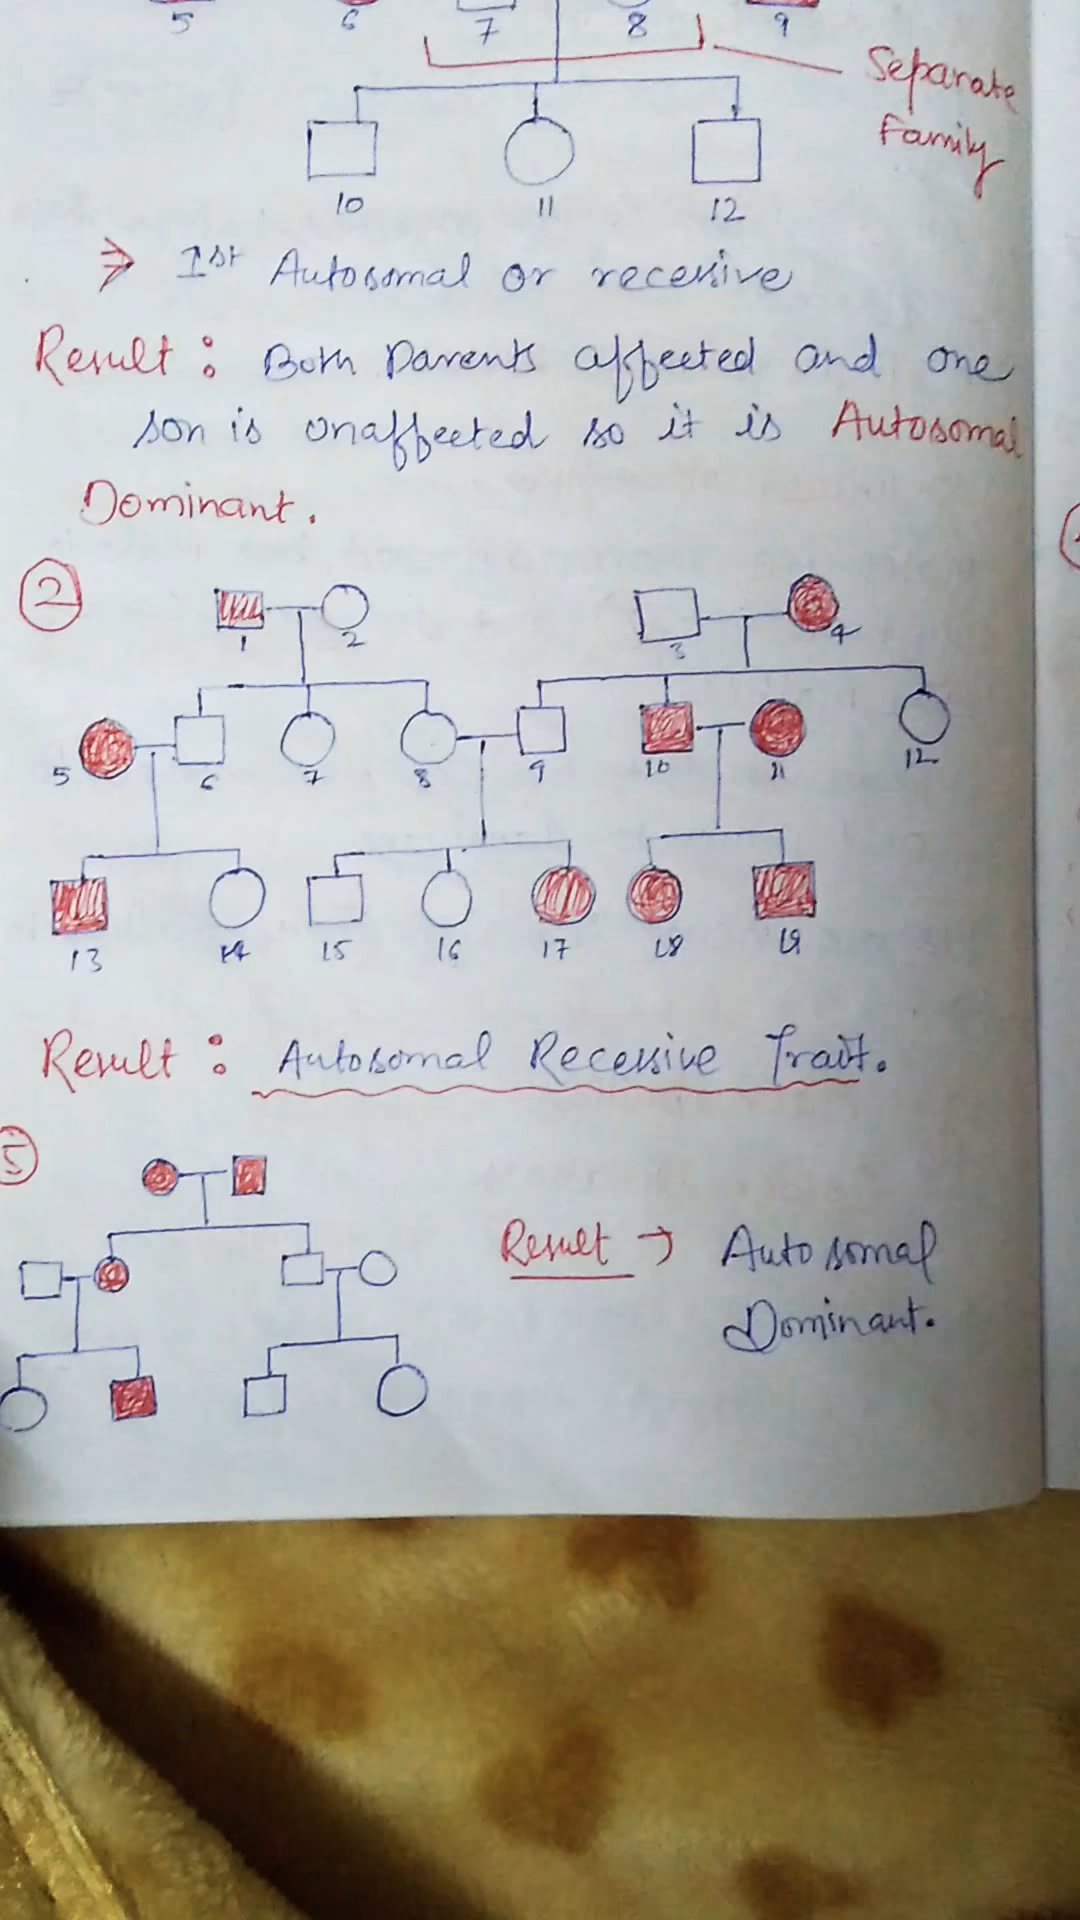 5 6 7 8 9
Separate
Family
10 11 12
⇒ Ist Autosomal or recessive
Result : Both Parents affected and one
son is unaffected so it is Autosomal
Dominant.
2
1 2 3 4
5 6 7 8 9 10 11 12
13 14 15 16 17 18 19
Result : Autosomal Recessive Trait.
5
Result → Autosomal
Dominant.